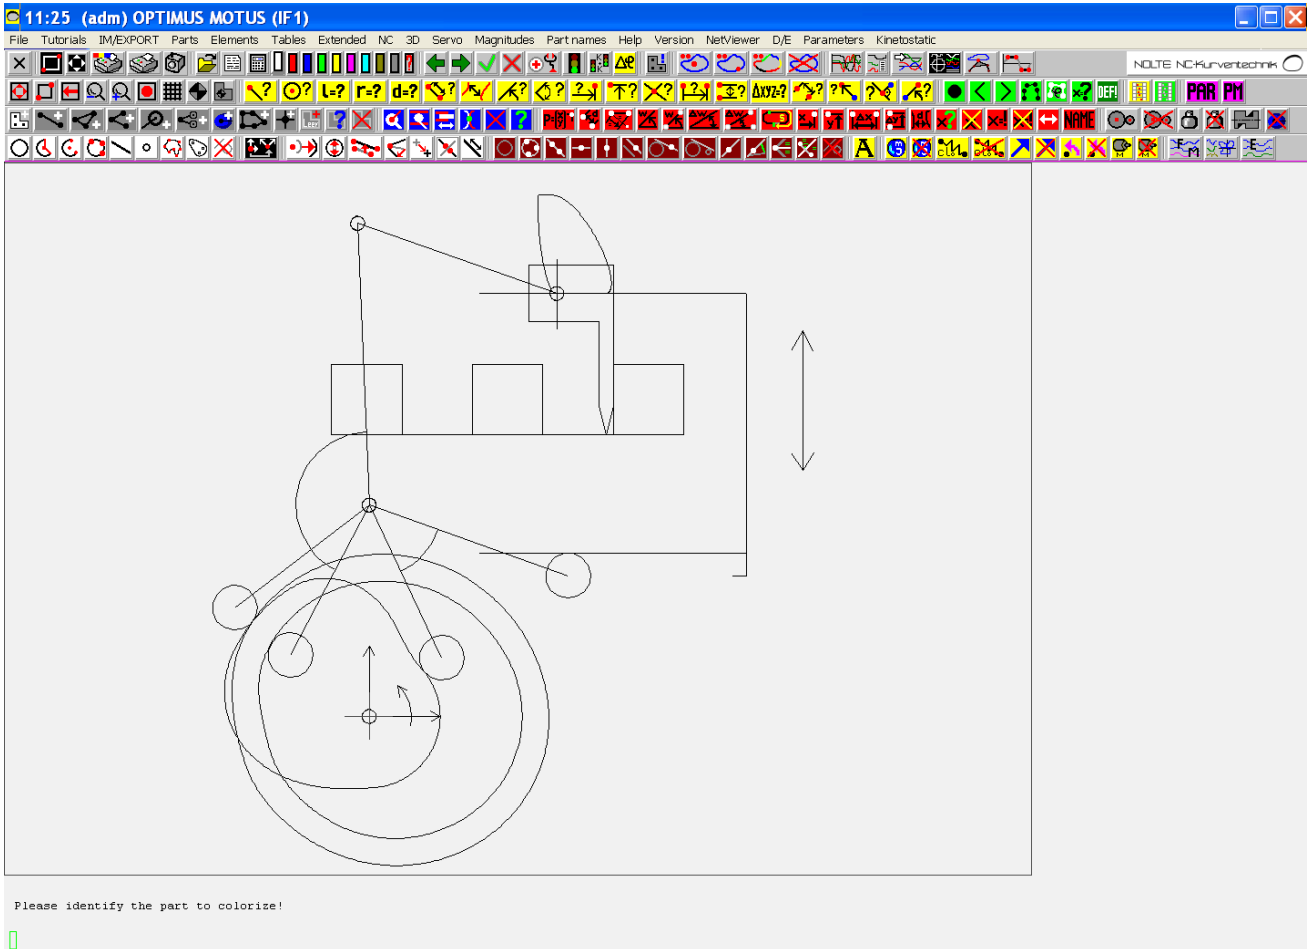 11:25 (adm) OPTIMUS MOTUS (IF1)
File Tutorials IM/EXPORT Parts Elements Tables Extended NC 3D Servo Magnitudes Part names Help Version NetViewer D/E Parameters Kinetostatic
NOLTE NC-Kurventechnik
L=? r=? d=? ΔXYZ=? DEF! PAR PM
NAME
A
Please identify the part to colorize!